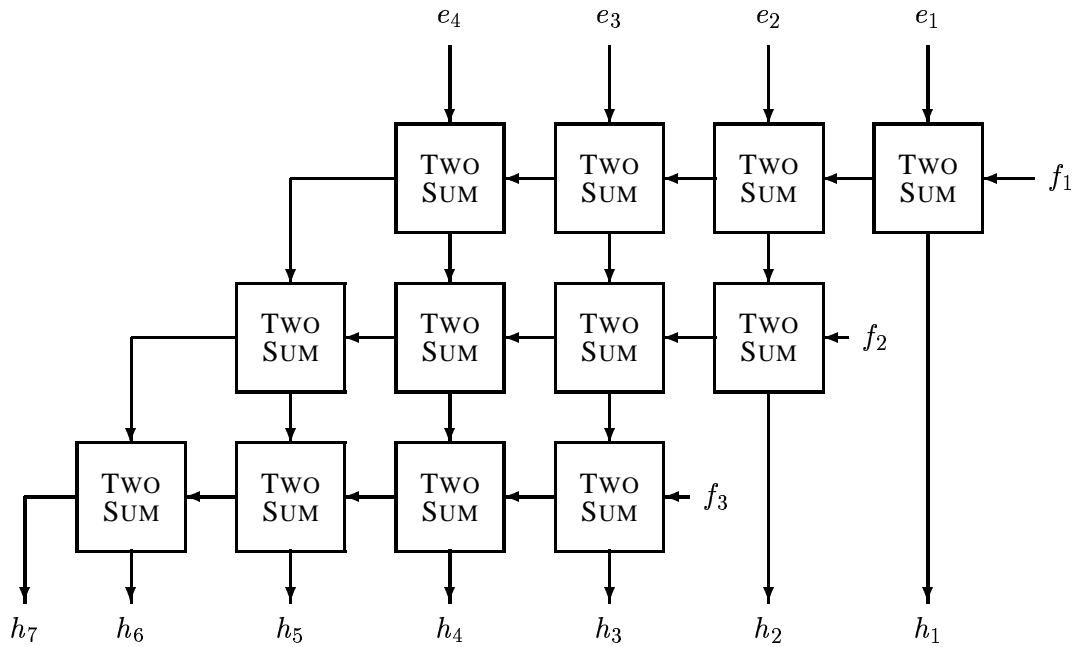 e4 e3 e2 e1
TWO TWO TWO TWO
SUM SUM SUM SUM
f1
TWO TWO TWO TWO
SUM SUM SUM SUM
f2
TWO TWO TWO TWO
SUM SUM SUM SUM
f3
h7 h6 h5 h4 h3 h2 h1